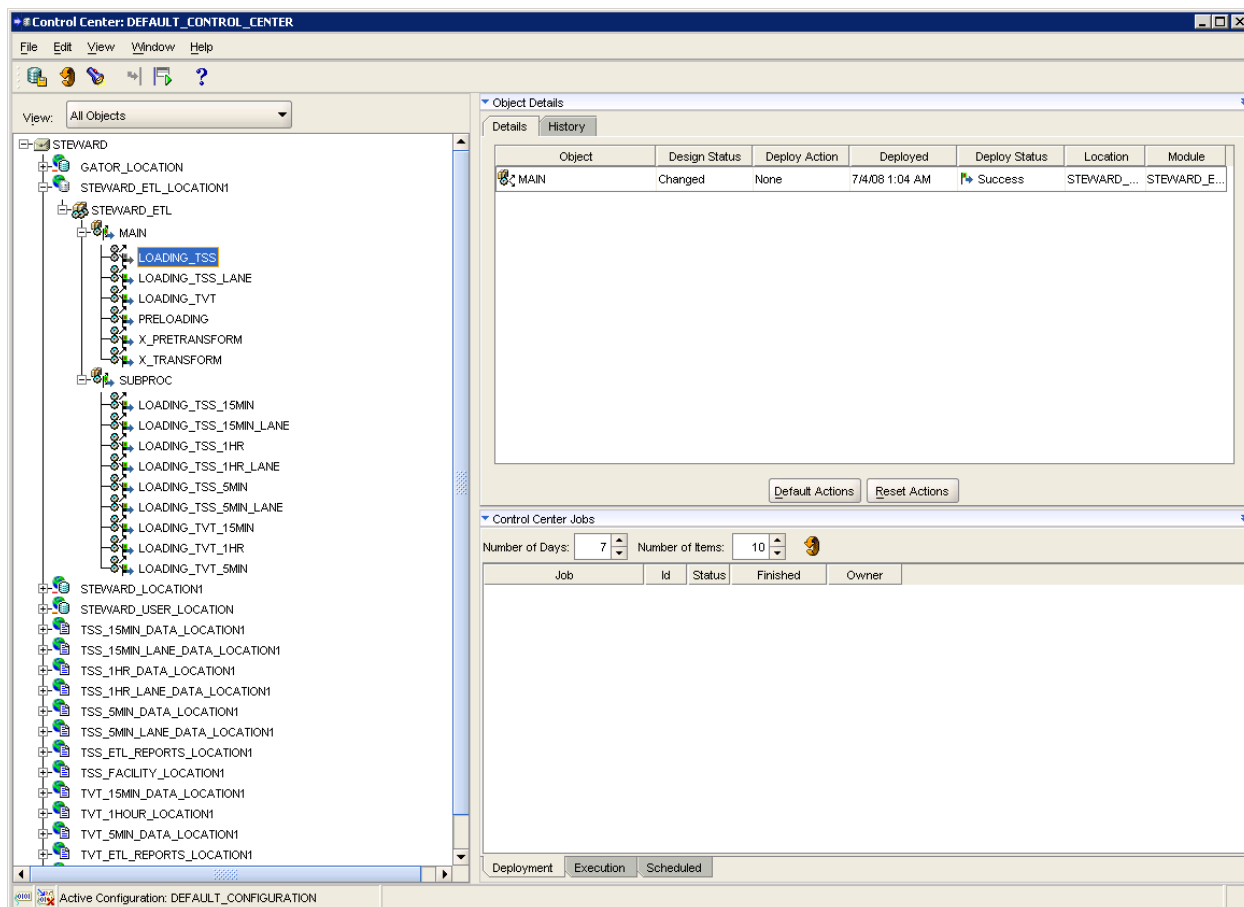 Control Center: DEFAULT_CONTROL_CENTER
File Edit View Window Help
View: All Objects
STEWARD
GATOR_LOCATION
STEWARD_ETL_LOCATION1
STEWARD_ETL
MAIN
LOADING_TSS
LOADING_TSS_LANE
LOADING_TVT
PRELOADING
X_PRETRANSFORM
X_TRANSFORM
SUBPROC
LOADING_TSS_15MIN
LOADING_TSS_15MIN_LANE
LOADING_TSS_1HR
LOADING_TSS_1HR_LANE
LOADING_TSS_5MIN
LOADING_TSS_5MIN_LANE
LOADING_TVT_15MIN
LOADING_TVT_1HR
LOADING_TVT_5MIN
STEWARD_LOCATION1
STEWARD_USER_LOCATION
TSS_15MIN_DATA_LOCATION1
TSS_15MIN_LANE_DATA_LOCATION1
TSS_1HR_DATA_LOCATION1
TSS_1HR_LANE_DATA_LOCATION1
TSS_5MIN_DATA_LOCATION1
TSS_5MIN_LANE_DATA_LOCATION1
TSS_ETL_REPORTS_LOCATION1
TSS_FACILITY_LOCATION1
TVT_15MIN_DATA_LOCATION1
TVT_1HOUR_LOCATION1
TVT_5MIN_DATA_LOCATION1
TVT_ETL_REPORTS_LOCATION1
Object Details
Details History
Object Design Status Deploy Action Deployed Deploy Status Location Module
MAIN Changed None 7/4/08 1:04 AM Success STEWARD_... STEWARD_E...
Default Actions Reset Actions
Control Center Jobs
Number of Days: 7 Number of Items: 10
Job Id Status Finished Owner
Deployment Execution Scheduled
Active Configuration: DEFAULT_CONFIGURATION